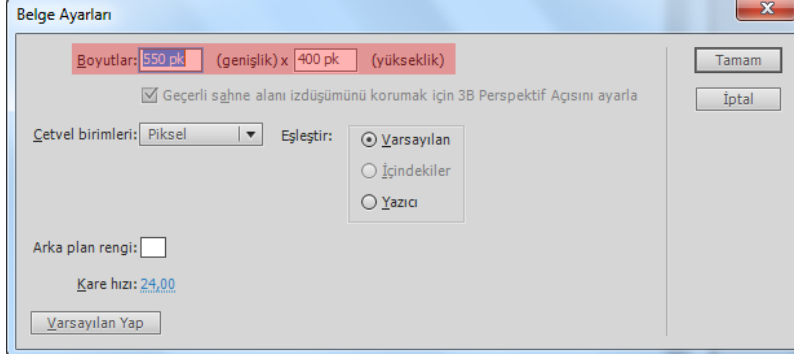 Belge Ayarları
Boyutlar: 550 pk (genişlik) x 400 pk (yükseklik)
Tamam
Geçerli sahne alanı izdüşümünü korumak için 3B Perspektif Açısını ayarla
İptal
Cetvel birimleri: Piksel Eşleştir: Varsayılan
İçindekiler
Yazıcı
Arka plan rengi:
Kare hızı: 24,00
Varsayılan Yap